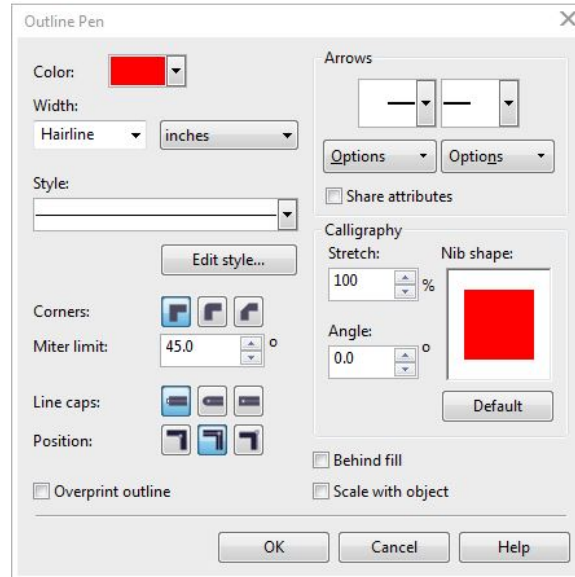 Outline Pen
Color:
Width:
Hairline
inches
Style:
Edit style...
Corners:
Miter limit:
45.0
o
Line caps:
Position:
Overprint outline
Arrows
Options
Options
Share attributes
Calligraphy
Stretch:
Nib shape:
100
%
Angle:
0.0
o
Default
Behind fill
Scale with object
OK
Cancel
Help